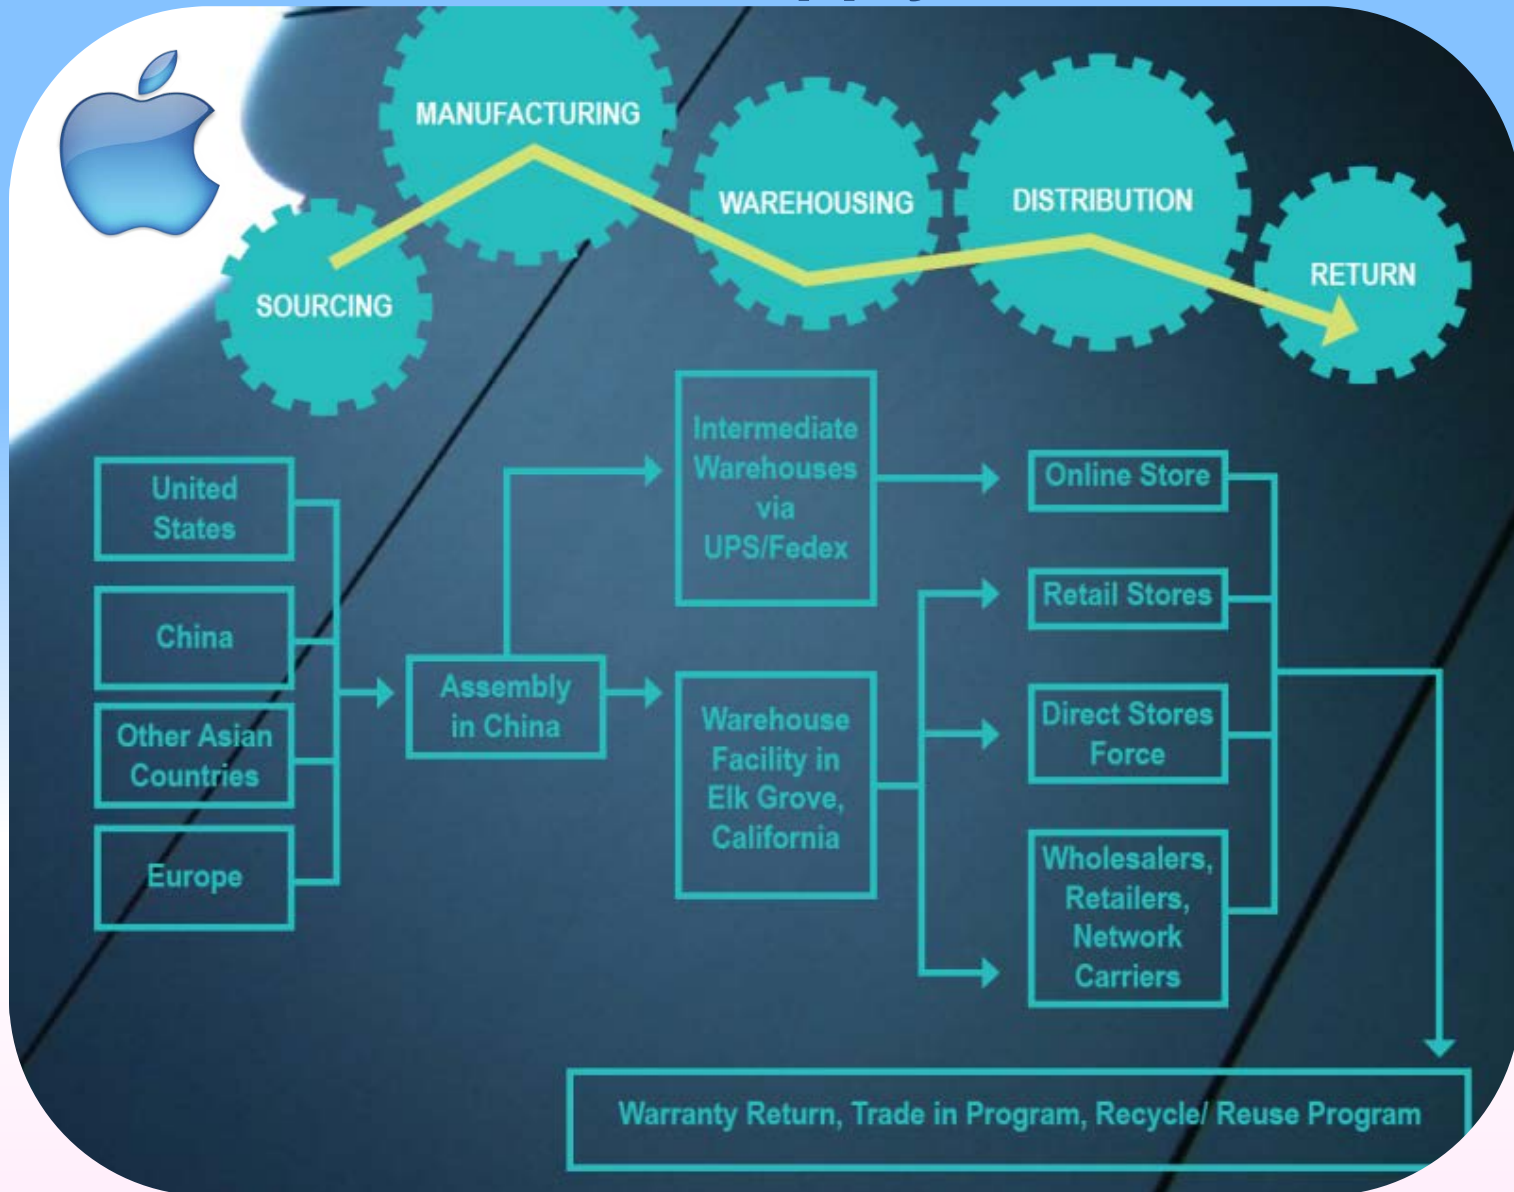 MANUFACTURING
WAREHOUSING
DISTRIBUTION
RETURN
SOURCING
United
States
China
Other Asian
Countries
Europe
Assembly
in China
Intermediate
Warehouses
via
UPS/Fedex
Warehouse
Facility in
Elk Grove,
California
Online Store
Retail Stores
Direct Stores
Force
Wholesalers,
Retailers,
Network
Carriers
Warranty Return, Trade in Program, Recycle/ Reuse Program